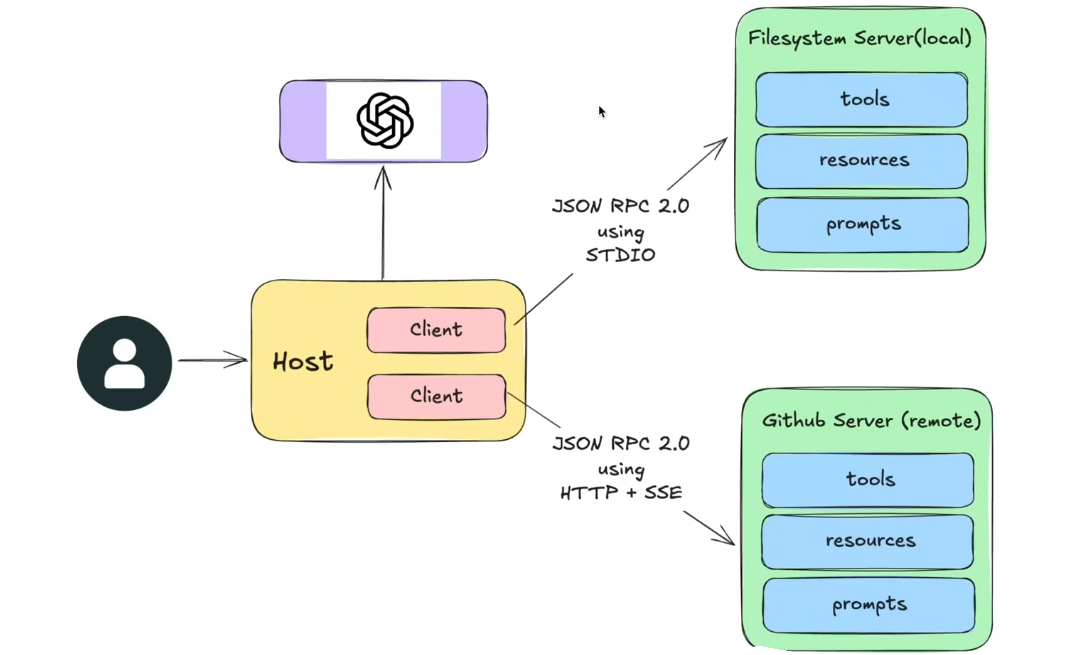 Filesystem Server(local)
tools
resources
prompts
JSON RPC 2.0
using
STDIO
Host
Client
Client
JSON RPC 2.0
using
HTTP + SSE
Github Server (remote)
tools
resources
prompts